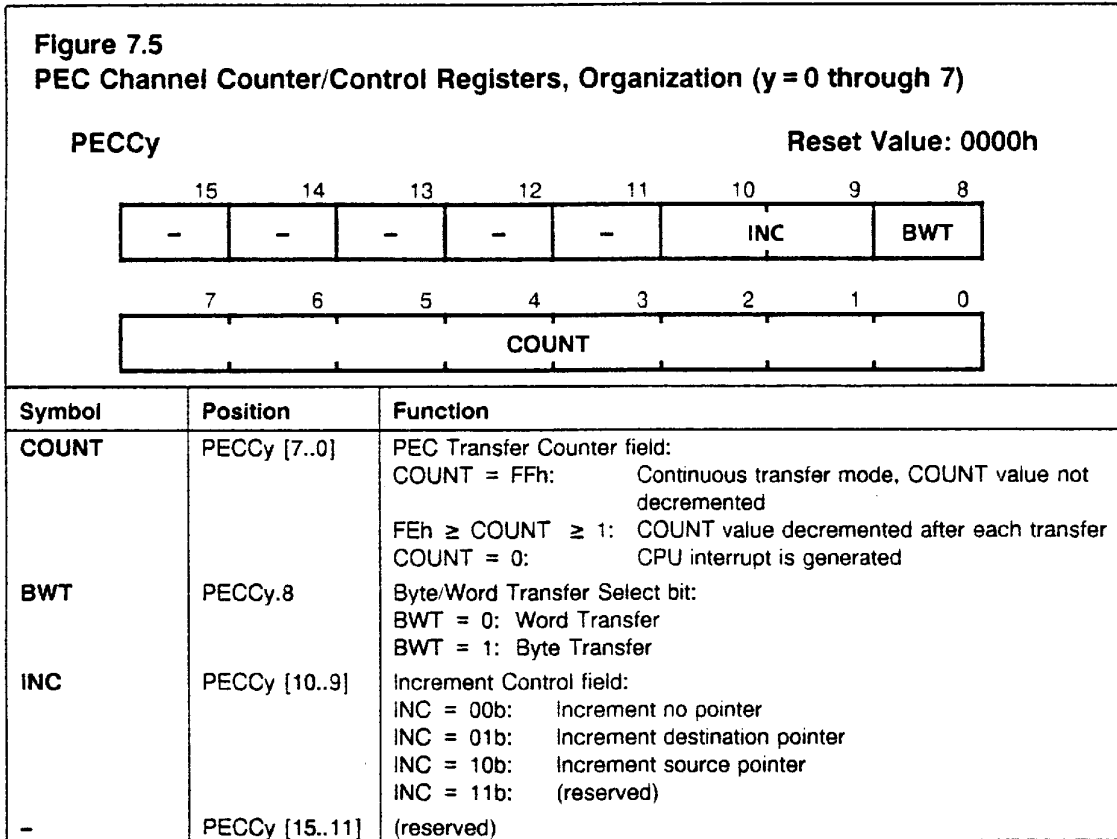 Figure 7.5
PEC Channel Counter/Control Registers, Organization (y = 0 through 7)
PECCy Reset Value: 0000h
15 14 13 12 11 10 9 8
– – – – – INC BWT
7 6 5 4 3 2 1 0
COUNT
Symbol Position Function
COUNT PECCy [7..0] PEC Transfer Counter field:
COUNT = FFh: Continuous transfer mode, COUNT value not
decremented
FEh ≥ COUNT ≥ 1: COUNT value decremented after each transfer
COUNT = 0: CPU interrupt is generated
BWT PECCy.8 Byte/Word Transfer Select bit:
BWT = 0: Word Transfer
BWT = 1: Byte Transfer
INC PECCy [10..9] Increment Control field:
INC = 00b: Increment no pointer
INC = 01b: Increment destination pointer
INC = 10b: Increment source pointer
INC = 11b: (reserved)
– PECCy [15..11] (reserved)